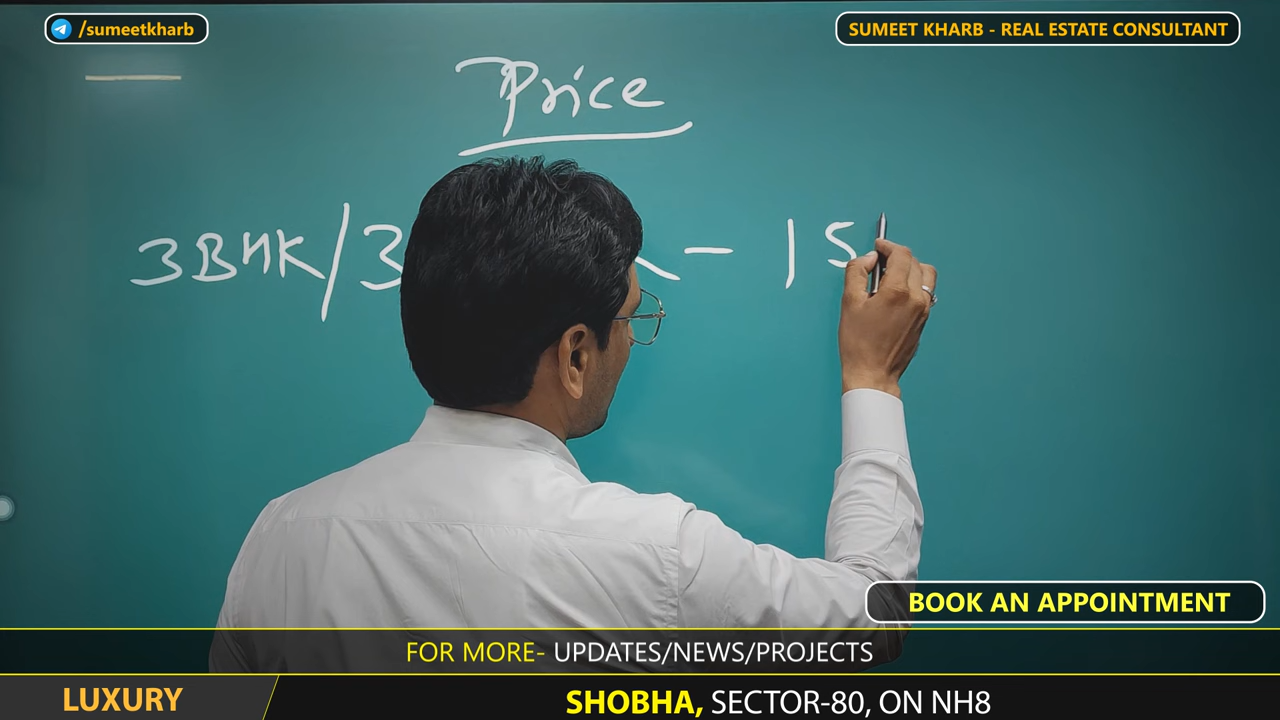 /sumeetkharb
SUMEET KHARB - REAL ESTATE CONSULTANT
Price
3BHK/3 - 15
BOOK AN APPOINTMENT
FOR MORE- UPDATES/NEWS/PROJECTS
LUXURY
SHOBHA, SECTOR-80, ON NH8